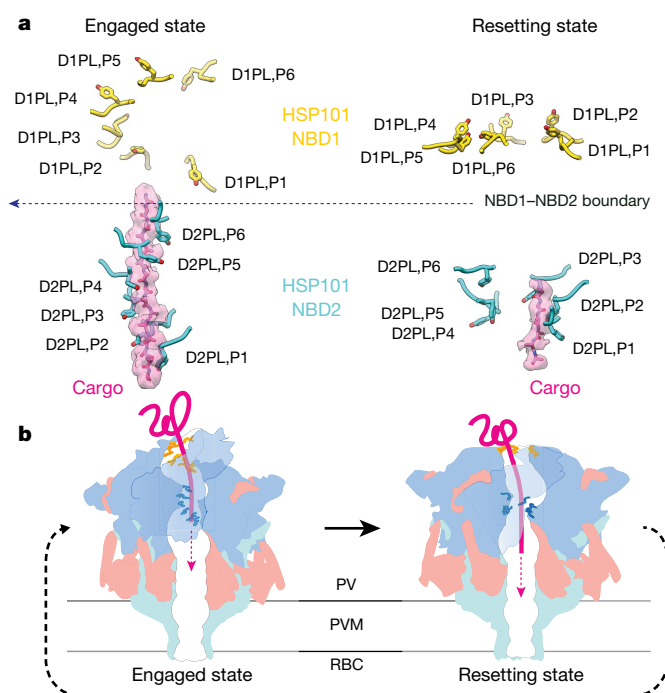 a
Engaged state
Resetting state
D1PL,P5
D1PL,P6
D1PL,P4
D1PL,P3
D1PL,P2
D1PL,P1
HSP101
NBD1
D1PL,P3
D1PL,P4
D1PL,P2
D1PL,P5
D1PL,P1
D1PL,P6
NBD1–NBD2 boundary
D2PL,P6
D2PL,P5
D2PL,P4
D2PL,P3
D2PL,P2
D2PL,P1
Cargo
HSP101
NBD2
D2PL,P6
D2PL,P3
D2PL,P5
D2PL,P2
D2PL,P4
D2PL,P1
Cargo
b
PV
PVM
RBC
Engaged state
Resetting state